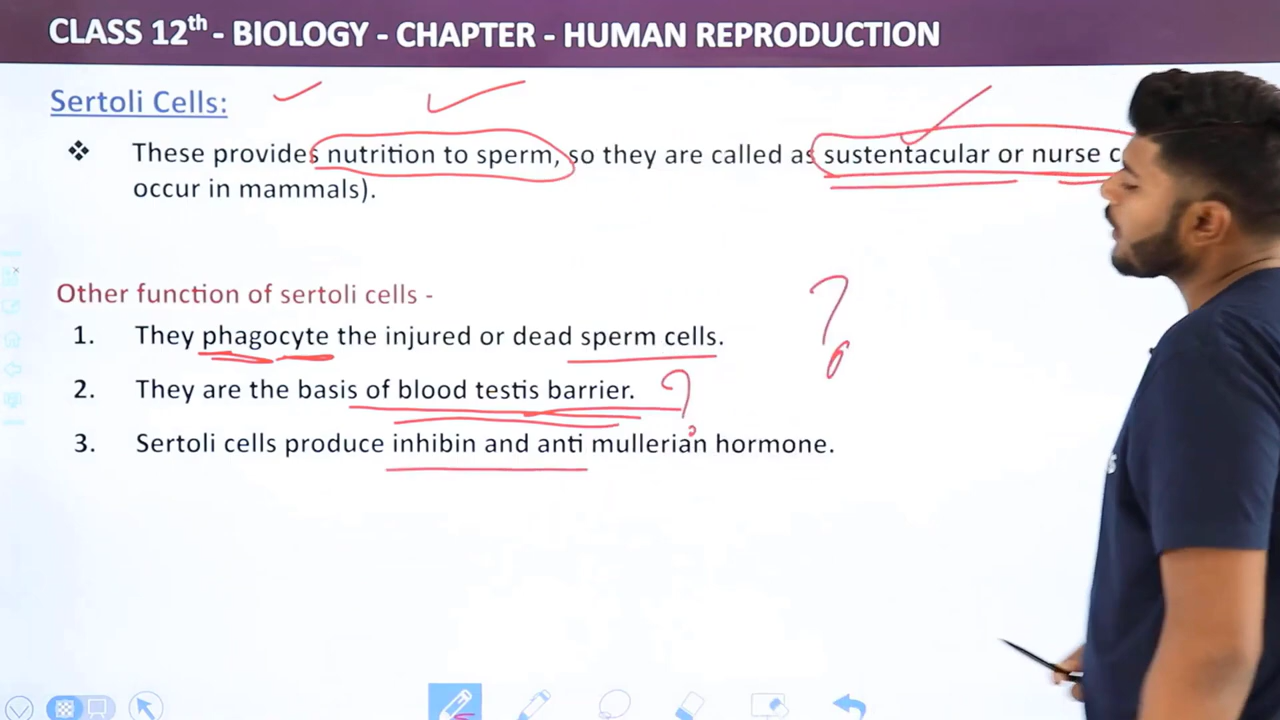 CLASS 12th - BIOLOGY - CHAPTER - HUMAN REPRODUCTION
Sertoli Cells:
❖ These provides nutrition to sperm, so they are called as sustentacular or nurse
occur in mammals).
Other function of sertoli cells -
1. They phagocyte the injured or dead sperm cells.
2. They are the basis of blood testis barrier. ?
3. Sertoli cells produce inhibin and anti mullerian hormone.